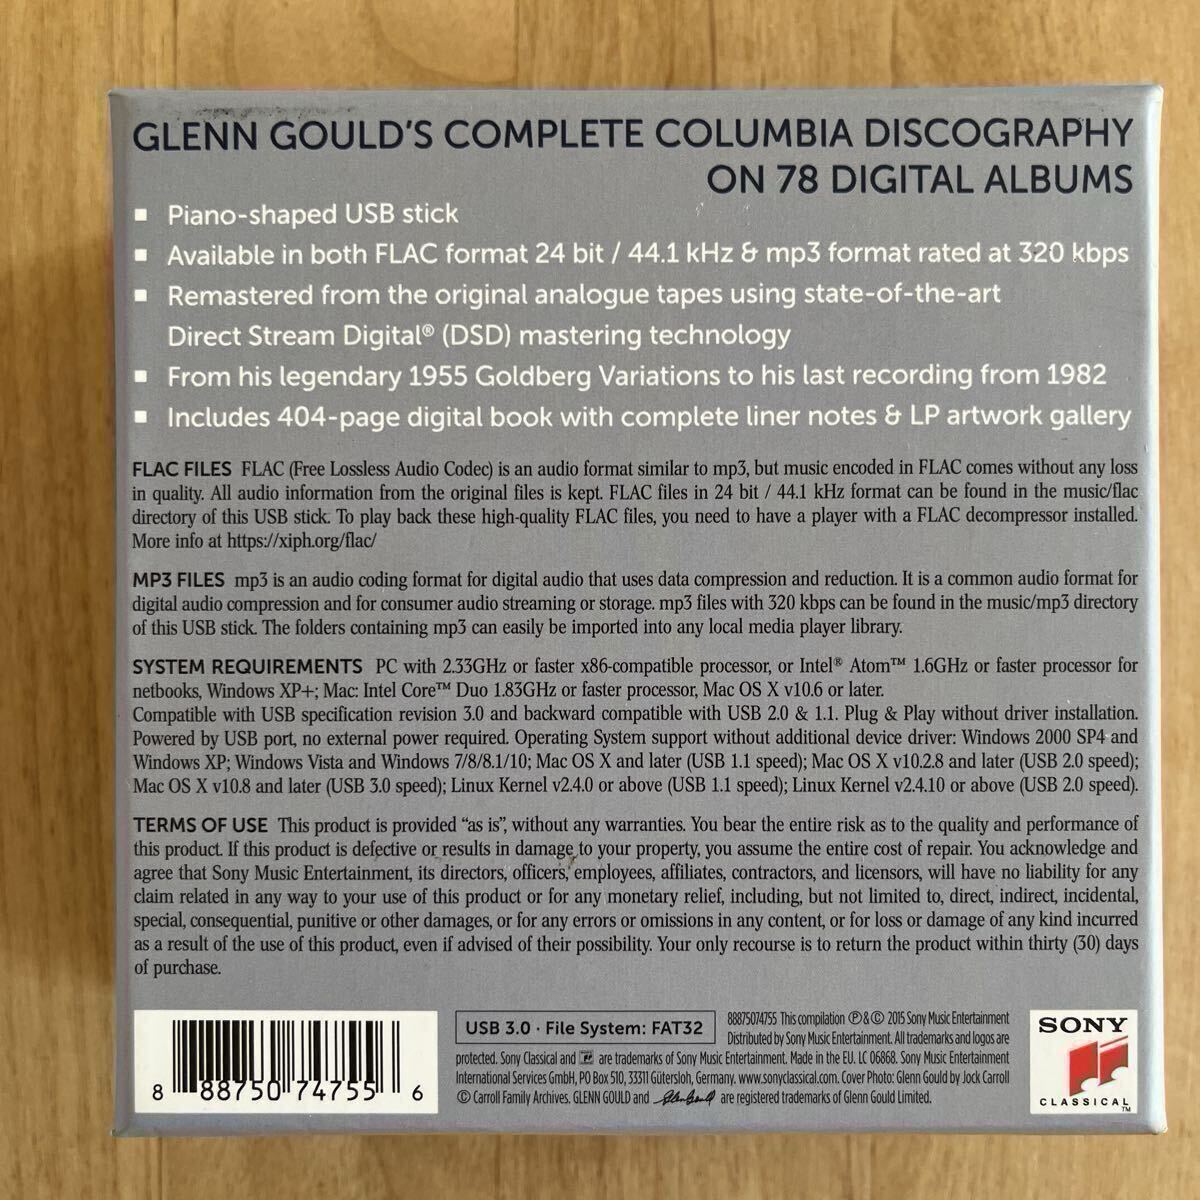 GLENN GOULD'S COMPLETE COLUMBIA DISCOGRAPHY
ON 78 DIGITAL ALBUMS
▪ Piano-shaped USB stick
▪ Available in both FLAC format 24 bit / 44.1 kHz & mp3 format rated at 320 kbps
▪ Remastered from the original analogue tapes using state-of-the-art
Direct Stream Digital® (DSD) mastering technology
▪ From his legendary 1955 Goldberg Variations to his last recording from 1982
▪ Includes 404-page digital book with complete liner notes & LP artwork gallery
FLAC FILES FLAC (Free Lossless Audio Codec) is an audio format similar to mp3, but music encoded in FLAC comes without any loss
in quality. All audio information from the original files is kept. FLAC files in 24 bit / 44.1 kHz format can be found in the music/flac
directory of this USB stick. To play back these high-quality FLAC files, you need to have a player with a FLAC decompressor installed.
More info at https://xiph.org/flac/
MP3 FILES mp3 is an audio coding format for digital audio that uses data compression and reduction. It is a common audio format for
digital audio compression and for consumer audio streaming or storage. mp3 files with 320 kbps can be found in the music/mp3 directory
of this USB stick. The folders containing mp3 can easily be imported into any local media player library.
SYSTEM REQUIREMENTS PC with 2.33GHz or faster x86-compatible processor, or Intel® Atom™ 1.6GHz or faster processor for
netbooks, Windows XP+; Mac: Intel Core™ Duo 1.83GHz or faster processor, Mac OS X v10.6 or later.
Compatible with USB specification revision 3.0 and backward compatible with USB 2.0 & 1.1. Plug & Play without driver installation.
Powered by USB port, no external power required. Operating System support without additional device driver: Windows 2000 SP4 and
Windows XP; Windows Vista and Windows 7/8/8.1/10; Mac OS X and later (USB 1.1 speed); Mac OS X v10.2.8 and later (USB 2.0 speed);
Mac OS X v10.8 and later (USB 3.0 speed); Linux Kernel v2.4.0 or above (USB 1.1 speed); Linux Kernel v2.4.10 or above (USB 2.0 speed).
TERMS OF USE This product is provided “as is”, without any warranties. You bear the entire risk as to the quality and performance of
this product. If this product is defective or results in damage to your property, you assume the entire cost of repair. You acknowledge and
agree that Sony Music Entertainment, its directors, officers, employees, affiliates, contractors, and licensors, will have no liability for any
claim related in any way to your use of this product or for any monetary relief, including, but not limited to, direct, indirect, incidental,
special, consequential, punitive or other damages, or for any errors or omissions in any content, or for loss or damage of any kind incurred
as a result of the use of this product, even if advised of their possibility. Your only recourse is to return the product within thirty (30) days
of purchase.
8 88750 74755 6
USB 3.0 · File System: FAT32
88875074755 This compilation Ⓟ & © 2015 Sony Music Entertainment
Distributed by Sony Music Entertainment. All trademarks and logos are
protected. Sony Classical and are trademarks of Sony Music Entertainment. Made in the EU. LC 06868. Sony Music Entertainment
International Services GmbH, PO Box 510, 33311 Gütersloh, Germany. www.sonyclassical.com. Cover Photo: Glenn Gould by Jock Carroll
© Carroll Family Archives. GLENN GOULD and Glenn Gould are registered trademarks of Glenn Gould Limited.
SONY
CLASSICAL™